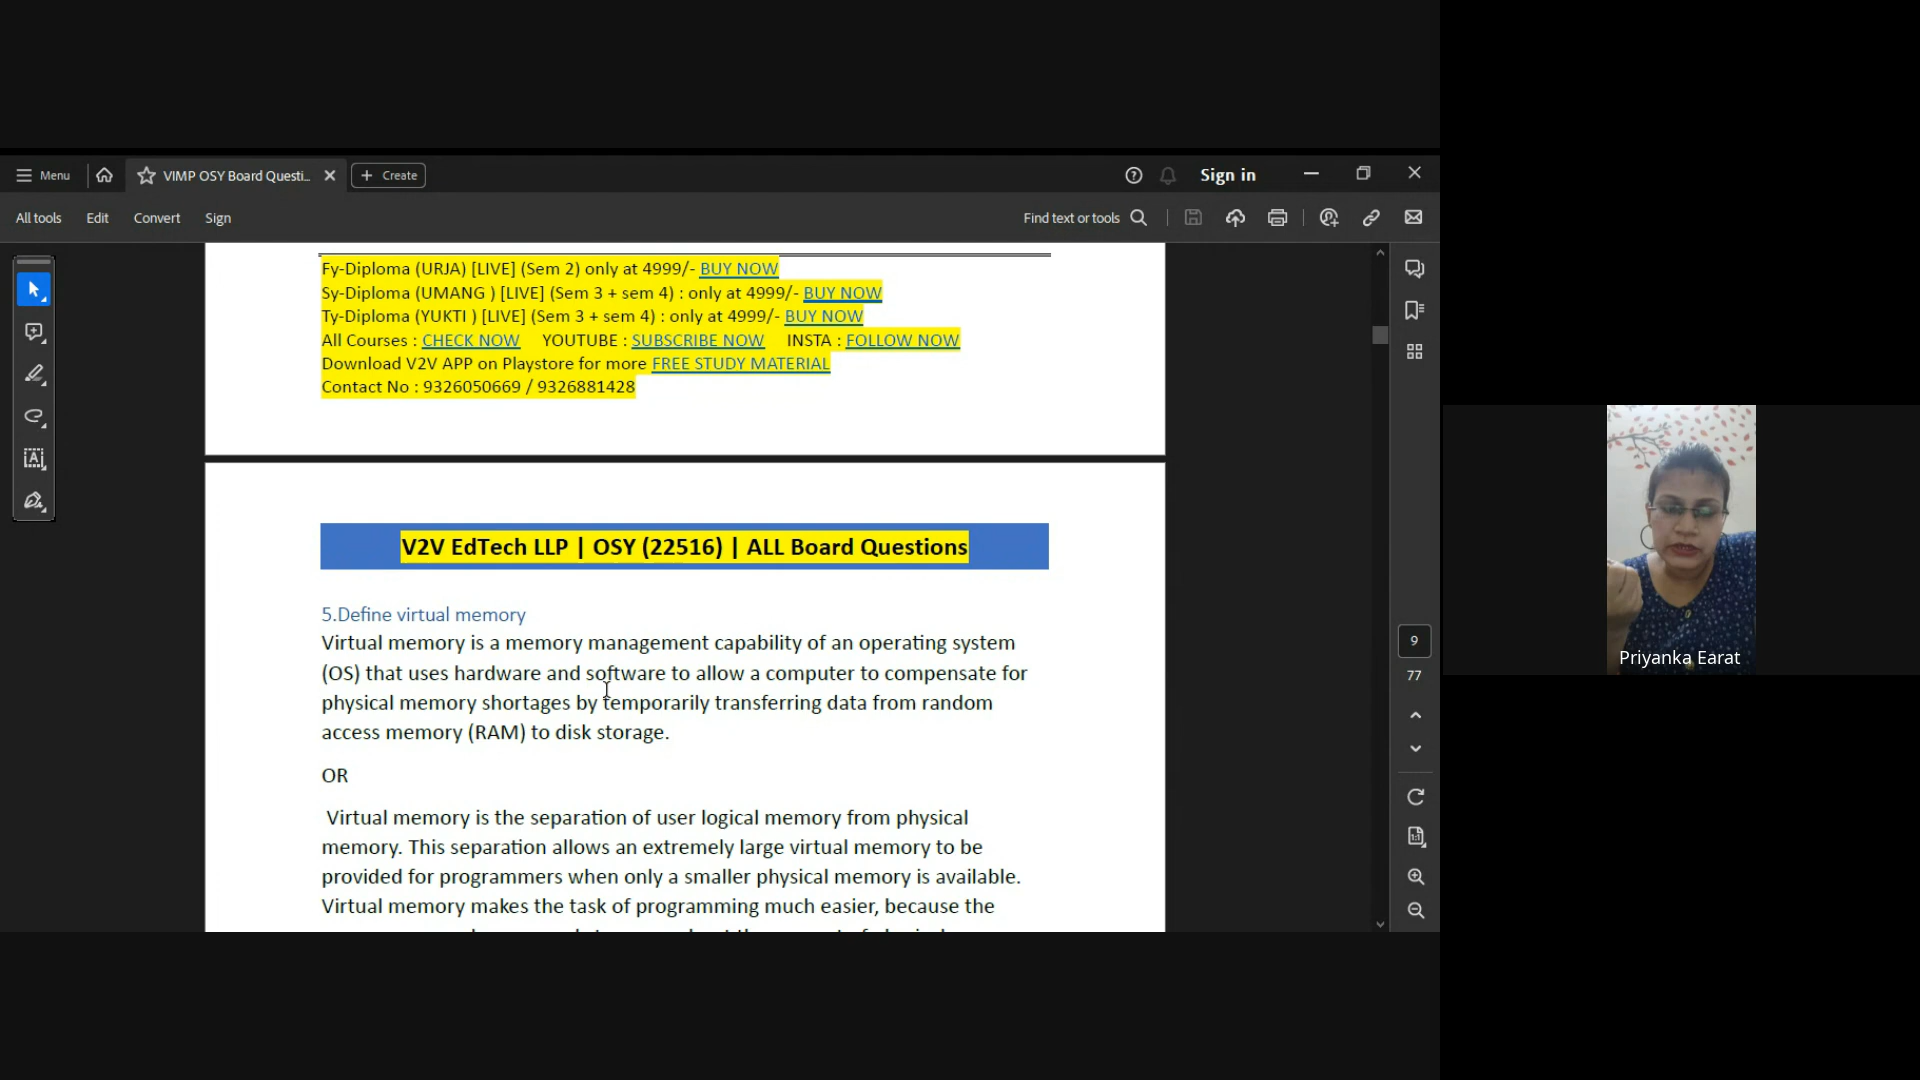 Menu
VIMP OSY Board Questi...
Create
Sign in
All tools
Edit
Convert
Sign
Find text or tools
Fy-Diploma (URJA) [LIVE] (Sem 2) only at 4999/- BUY NOW
Sy-Diploma (UMANG ) [LIVE] (Sem 3 + sem 4) : only at 4999/- BUY NOW
Ty-Diploma (YUKTI ) [LIVE] (Sem 3 + sem 4) : only at 4999/- BUY NOW
All Courses : CHECK NOW YOUTUBE : SUBSCRIBE NOW INSTA : FOLLOW NOW
Download V2V APP on Playstore for more FREE STUDY MATERIAL
Contact No : 9326050669 / 9326881428
V2V EdTech LLP | OSY (22516) | ALL Board Questions
5.Define virtual memory
Virtual memory is a memory management capability of an operating system
(OS) that uses hardware and software to allow a computer to compensate for
physical memory shortages by temporarily transferring data from random
access memory (RAM) to disk storage.
OR
Virtual memory is the separation of user logical memory from physical
memory. This separation allows an extremely large virtual memory to be
provided for programmers when only a smaller physical memory is available.
Virtual memory makes the task of programming much easier, because the
9
77
Priyanka Earat